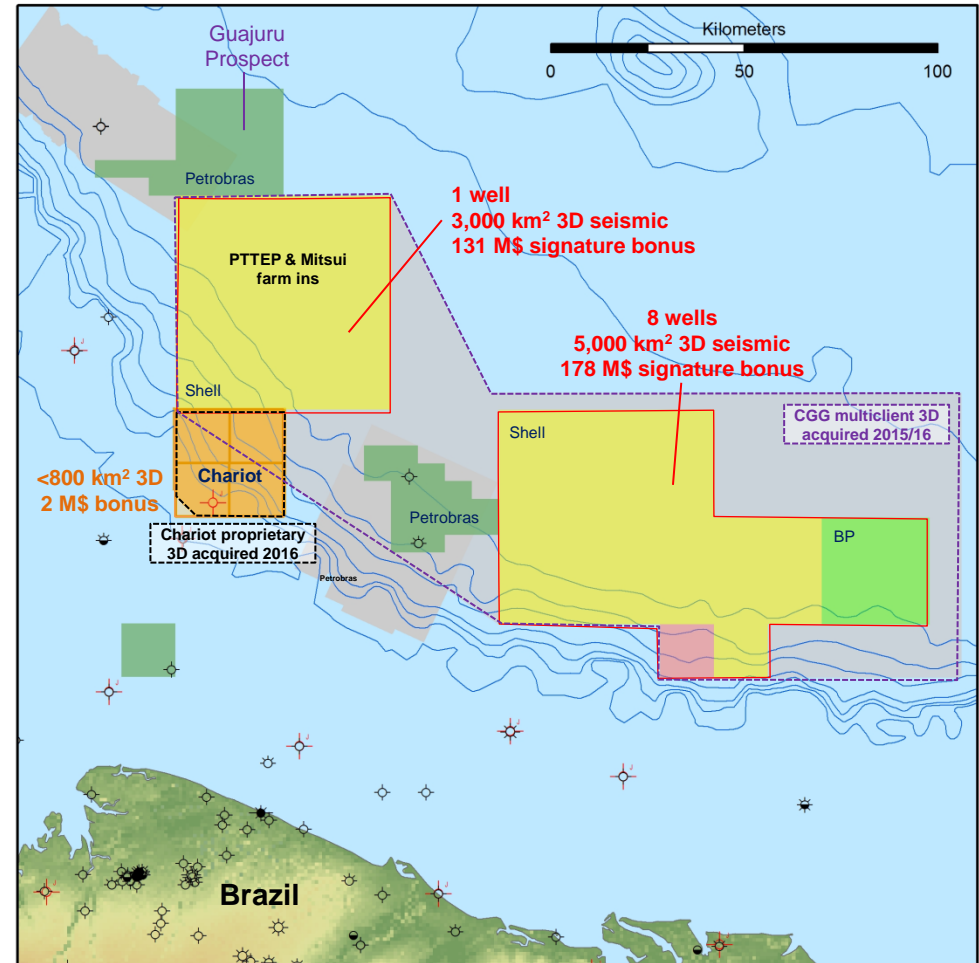 Guajuru
Prospect
Kilometers
0
50
100
Petrobras
1 well
3,000 km² 3D seismic
131 M$ signature bonus
PTTEP & Mitsui
farm ins
8 wells
5,000 km² 3D seismic
178 M$ signature bonus
Shell
CGG multiclient 3D
acquired 2015/16
Shell
<800 km² 3D
2 M$ bonus
Chariot
Petrobras
BP
Chariot proprietary
3D acquired 2016
Petrobras
Brazil